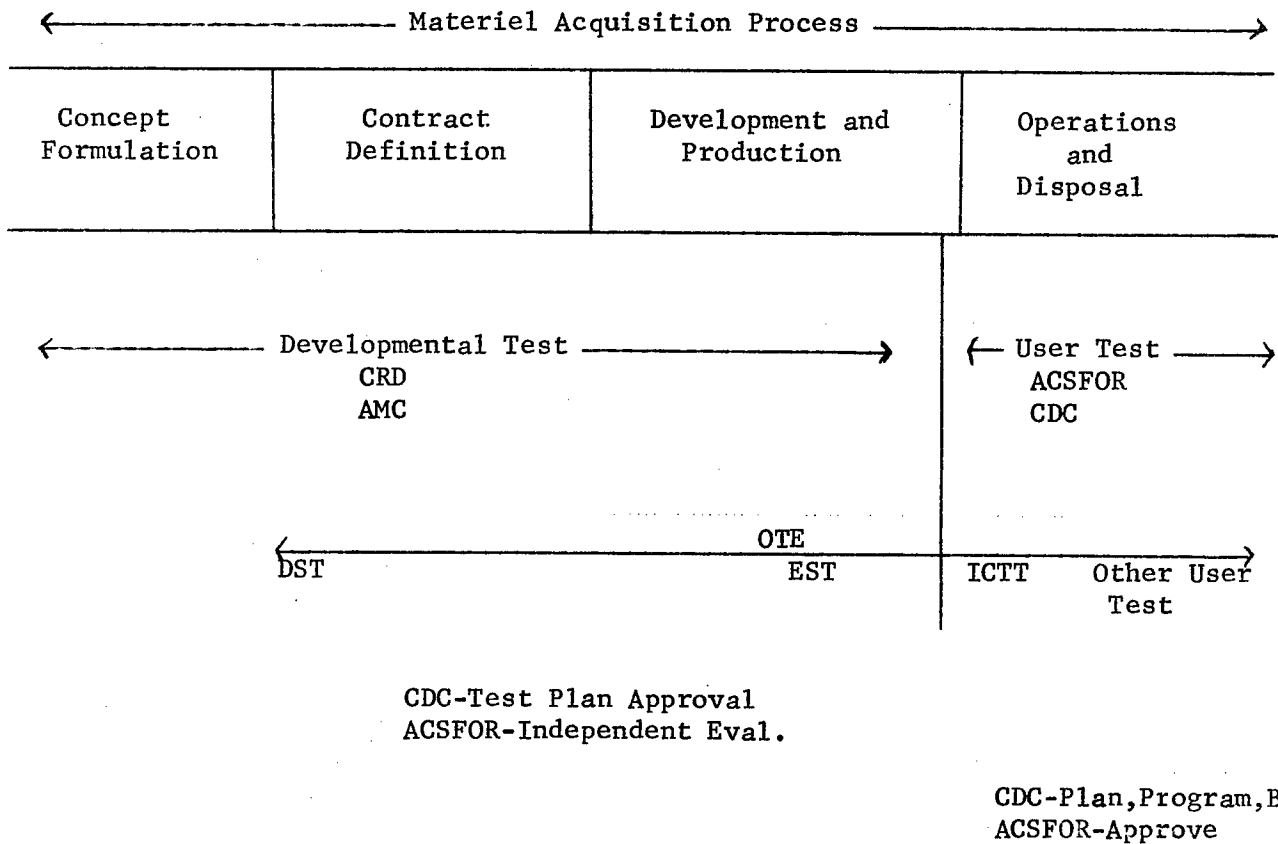 Materiel Acquisition Process
Concept
Formulation
Contract
Definition
Development and
Production
Operations
and
Disposal
Developmental Test
CRD
AMC
User Test
ACSFOR
CDC
OTE
DST
EST
ICTT
Other User
Test
CDC-Test Plan Approval
ACSFOR-Independent Eval.
CDC-Plan,Program,
ACSFOR-Approve